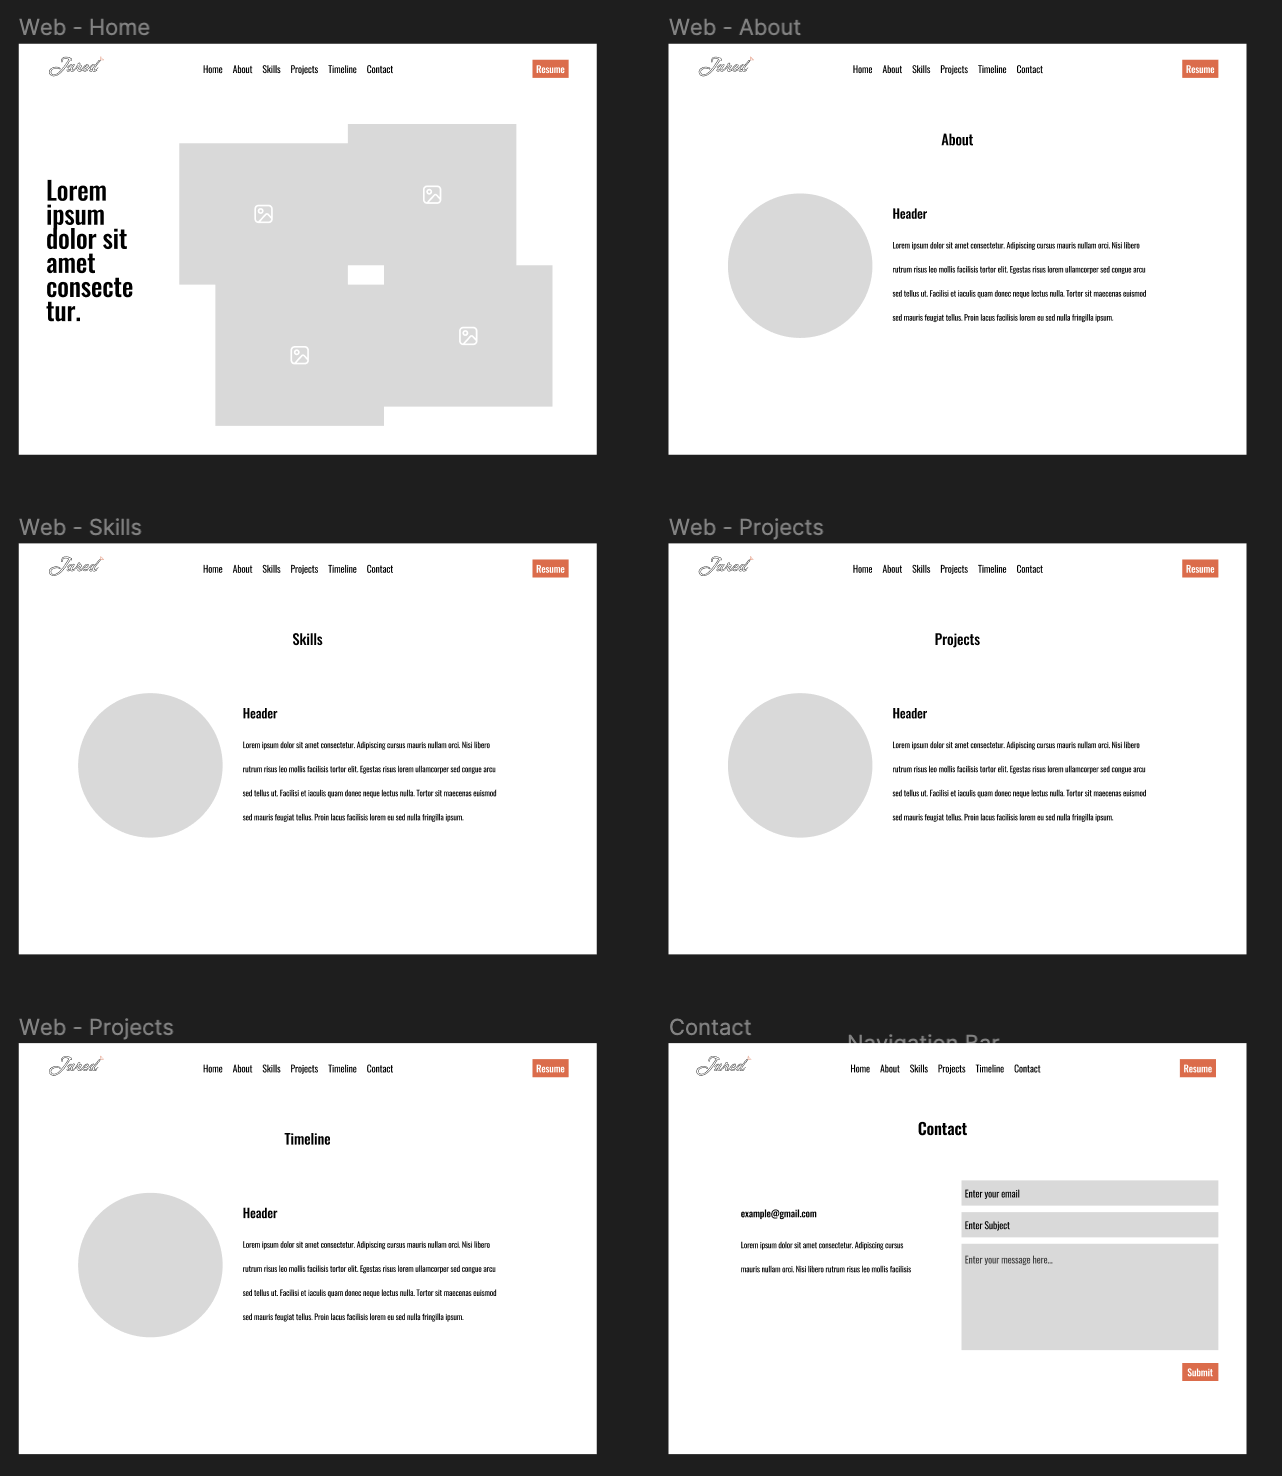 Web - Home
Jared
Home About Skills Projects Timeline Contact
Resume
Lorem
ipsum
dolor sit
amet
consecte
tur.
Web - About
Jared
Home About Skills Projects Timeline Contact
Resume
About
Header
Lorem ipsum dolor sit amet consectetur. Adipiscing cursus mauris nullam orci. Nisi libero
rutrum risus leo mollis facilisis tortor elit. Egestas risus lorem ullamcorper sed congue arcu
sed tellus ut. Facilisi et iaculis quam donec neque lectus nulla. Tortor sit maecenas euismod
sed mauris feugiat tellus. Proin lacus facilisis lorem eu sed nulla fringilla ipsum.
Web - Skills
Jared
Home About Skills Projects Timeline Contact
Resume
Skills
Header
Lorem ipsum dolor sit amet consectetur. Adipiscing cursus mauris nullam orci. Nisi libero
rutrum risus leo mollis facilisis tortor elit. Egestas risus lorem ullamcorper sed congue arcu
sed tellus ut. Facilisi et iaculis quam donec neque lectus nulla. Tortor sit maecenas euismod
sed mauris feugiat tellus. Proin lacus facilisis lorem eu sed nulla fringilla ipsum.
Web - Projects
Jared
Home About Skills Projects Timeline Contact
Resume
Projects
Header
Lorem ipsum dolor sit amet consectetur. Adipiscing cursus mauris nullam orci. Nisi libero
rutrum risus leo mollis facilisis tortor elit. Egestas risus lorem ullamcorper sed congue arcu
sed tellus ut. Facilisi et iaculis quam donec neque lectus nulla. Tortor sit maecenas euismod
sed mauris feugiat tellus. Proin lacus facilisis lorem eu sed nulla fringilla ipsum.
Web - Projects
Jared
Home About Skills Projects Timeline Contact
Resume
Timeline
Header
Lorem ipsum dolor sit amet consectetur. Adipiscing cursus mauris nullam orci. Nisi libero
rutrum risus leo mollis facilisis tortor elit. Egestas risus lorem ullamcorper sed congue arcu
sed tellus ut. Facilisi et iaculis quam donec neque lectus nulla. Tortor sit maecenas euismod
sed mauris feugiat tellus. Proin lacus facilisis lorem eu sed nulla fringilla ipsum.
Contact
Navigation Bar
Jared
Home About Skills Projects Timeline Contact
Resume
Contact
example@gmail.com
Lorem ipsum dolor sit amet consectetur. Adipiscing cursus
mauris nullam orci. Nisi libero rutrum risus leo mollis facilisis
Enter your email
Enter Subject
Enter your message here...
Submit